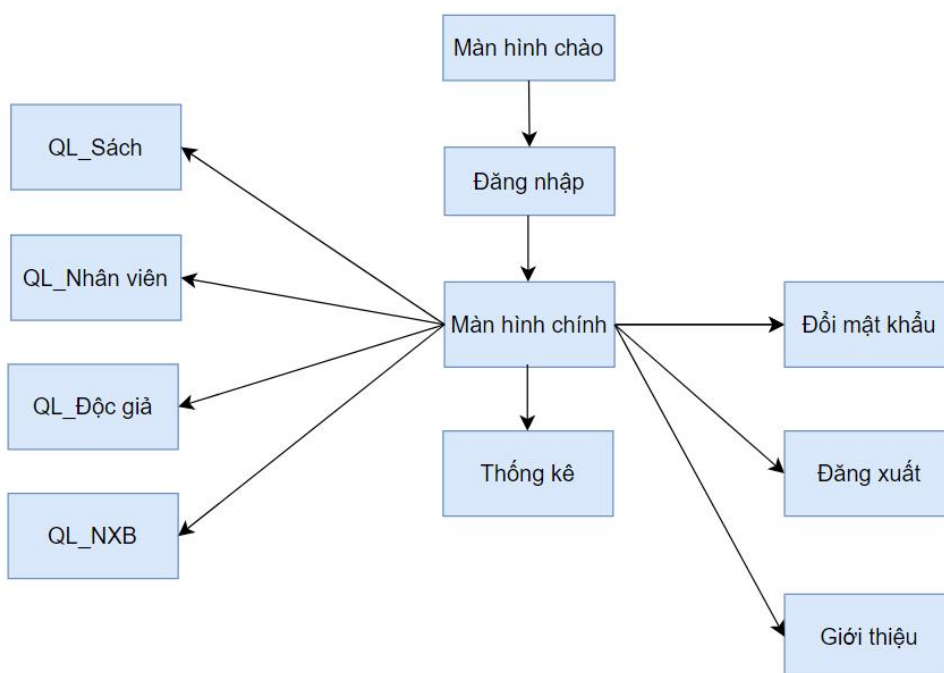 Màn hình chào
QL_Sách
Đăng nhập
QL_Nhân viên
Màn hình chính
Đổi mật khẩu
QL_Độc giả
Thống kê
Đăng xuất
QL_NXB
Giới thiệu